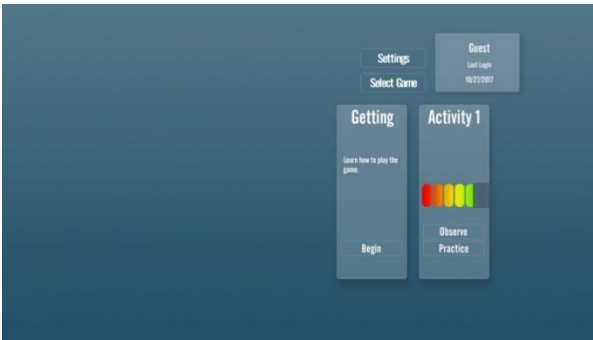 Settings
Select Game
Guest
Last Login
10/27/2017
Getting
Learn how to play the
game.
Begin
Activity 1
Observe
Practice